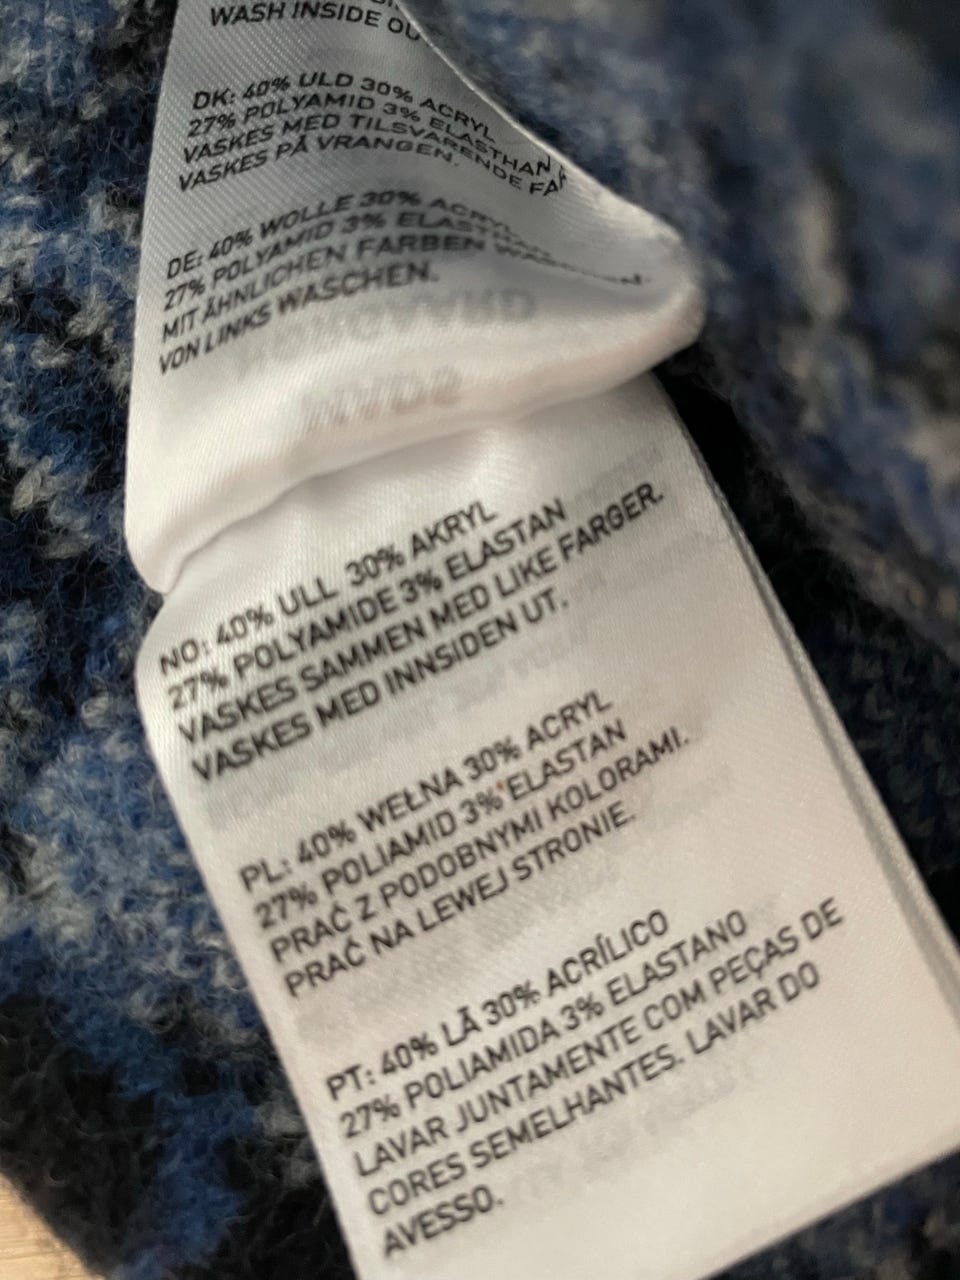 WASH INSIDE OU
DK: 40% ULD 30% ACRYL
27% POLYAMID 3% ELASTHAN
VASKES MED TILSVARENDE FA
VASKES PÅ VRANGEN.
DE: 40% WOLLE 30% ACRYL
27% POLYAMID 3% ELASTHAN
MIT ÄHNLICHEN FARBEN WASCHEN.
VON LINKS WASCHEN.
NO: 40% ULL 30% AKRYL
27% POLYAMIDE 3% ELASTAN
VASKES SAMMEN MED LIKE FARGER.
VASKES MED INNSIDEN UT.
PL: 40% WEŁNA 30% ACRYL
27% POLIAMID 3% ELASTAN
PRAĆ Z PODOBNYMI KOLORAMI.
PRAĆ NA LEWEJ STRONIE.
PT: 40% LÃ 30% ACRÍLICO
27% POLIAMIDA 3% ELASTANO
LAVAR JUNTAMENTE COM PEÇAS DE
CORES SEMELHANTES. LAVAR DO
AVESSO.